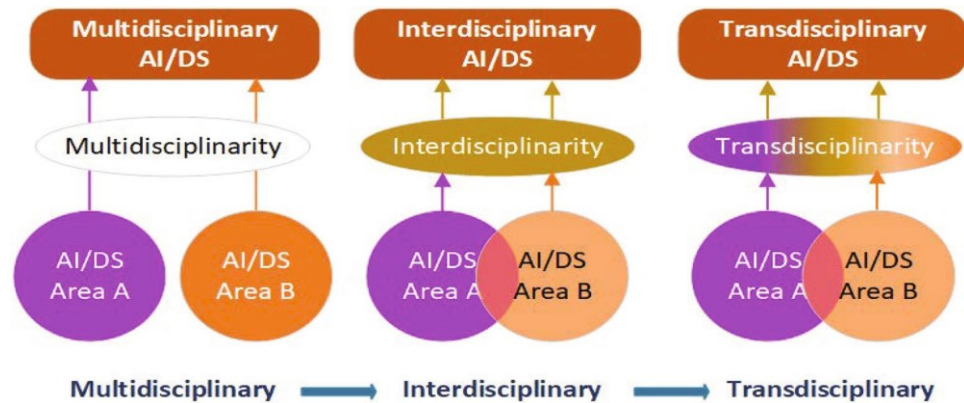 Multidisciplinary
AI/DS
Interdisciplinary
AI/DS
Transdisciplinary
AI/DS
Multidisciplinarity
Interdisciplinarity
Transdisciplinarity
AI/DS
Area A
AI/DS
Area B
AI/DS
Area A
AI/DS
Area B
AI/DS
Area A
AI/DS
Area B
Multidisciplinary
Interdisciplinary
Transdisciplinary